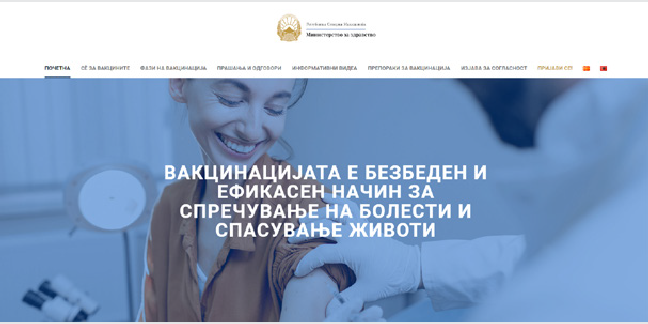 Република Северна Македонија
Министерство за здравство
ПОЧЕТНА СЀ ЗА ВАКЦИНИТЕ ФАЗИ НА ВАКЦИНАЦИЈА ПРАШАЊА И ОДГОВОРИ ИНФОРМАТИВНИ ВИДЕА ПРЕПОРАКИ ЗА ВАКЦИНАЦИЈА ИЗЈАВА ЗА СОГЛАСНОСТ ПРИЈАВИ СЕ!
ВАКЦИНАЦИЈАТА Е БЕЗБЕДЕН И
ЕФИКАСЕН НАЧИН ЗА
СПРЕЧУВАЊЕ НА БОЛЕСТИ И
СПАСУВАЊЕ ЖИВОТИ